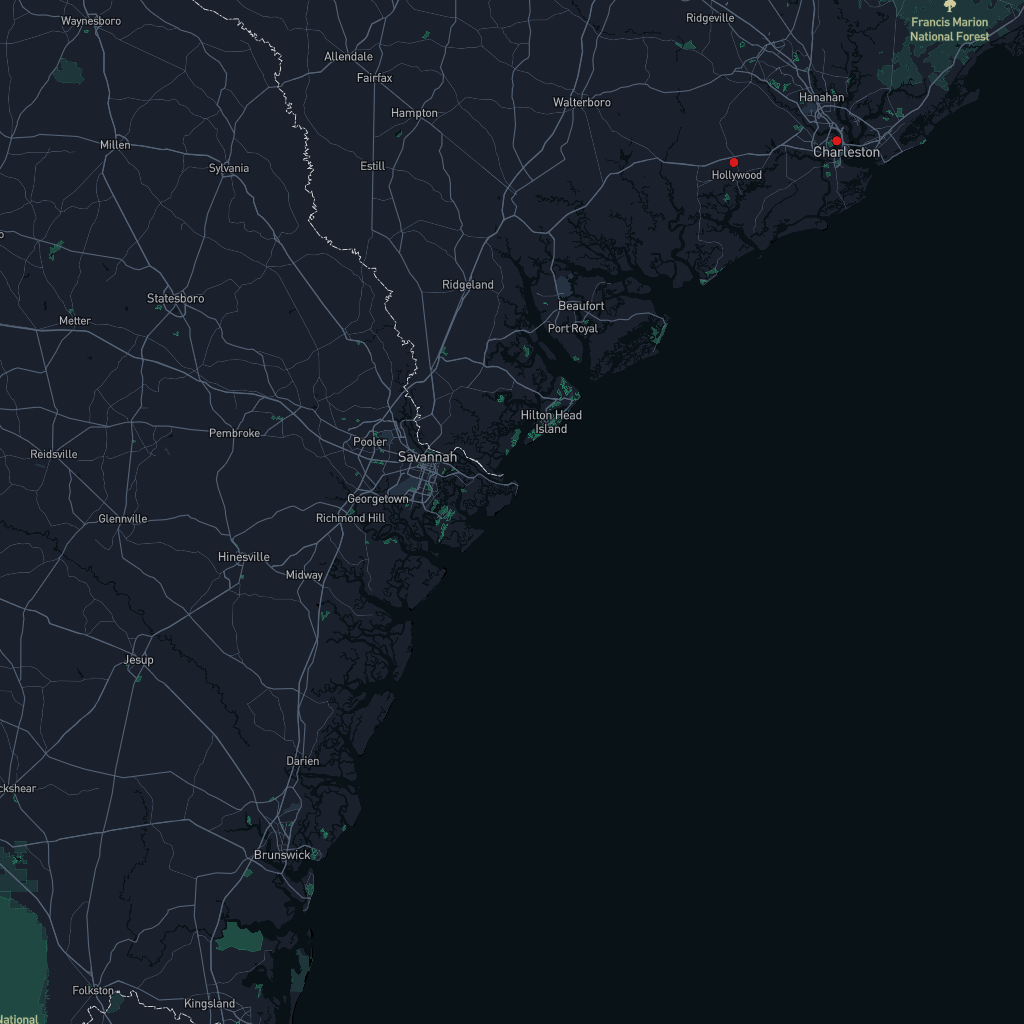 Waynesboro
Ridgeville
Francis Marion
National Forest
Allendale
Fairfax
Hampton
Walterboro
Hanahan
Millen
Sylvania
Estill
Charleston
Hollywood
o
Ridgeland
Statesboro
Metter
Beaufort
Port Royal
Hilton Head
Island
Pembroke
Pooler
Reidsville
Savannah
Georgetown
Richmond Hill
Glennville
Hinesville
Midway
Jesup
Darien
ckshear
Brunswick
Folkston
Kingsland
National